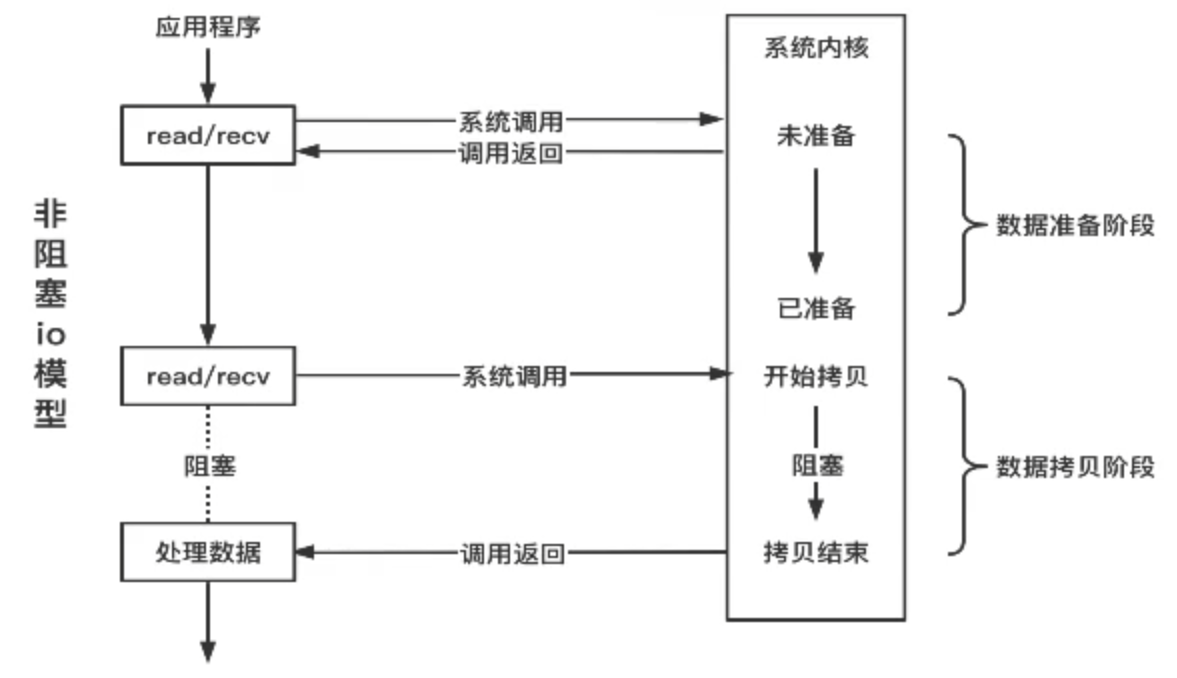 应用程序
系统内核
read/recv
系统调用
调用返回
未准备
数据准备阶段
已准备
非阻塞io模型
read/recv
系统调用
开始拷贝
阻塞
阻塞
数据拷贝阶段
处理数据
调用返回
拷贝结束